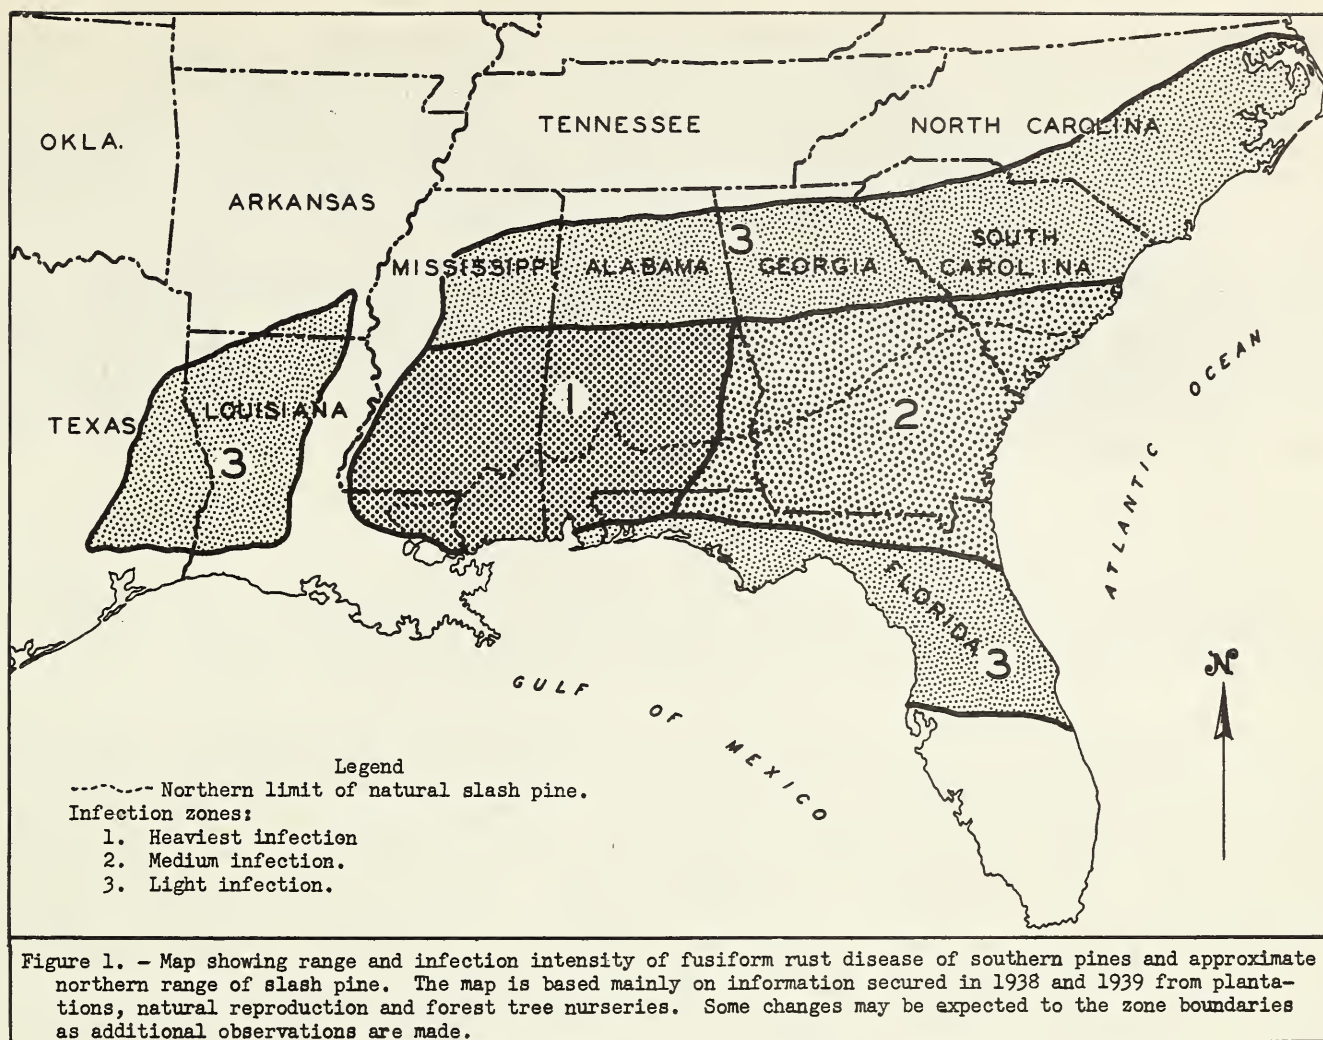 TENNESSEE
NORTH CAROLINA
OKLA.
ARKANSAS
3
SOUTH
CAROLINA
MISSISSIPPI
ALABAMA
GEORGIA
1
2
TEXAS
LOUISIANA
3
ATLANTIC OCEAN
FLORIDA
3
N
GULF OF MEXICO
Legend
Northern limit of natural slash pine.
Infection zones:
1. Heaviest infection
2. Medium infection.
3. Light infection.
Figure 1. - Map showing range and infection intensity of fusiform rust disease of southern pines and approximate
northern range of slash pine. The map is based mainly on information secured in 1938 and 1939 from planta-
tions, natural reproduction and forest tree nurseries. Some changes may be expected to the zone boundaries
as additional observations are made.